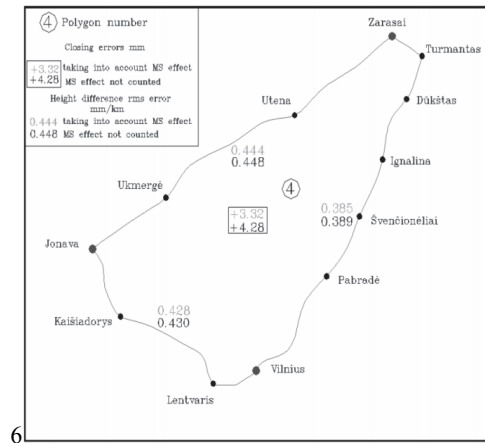 ④ Polygon number
Closing errors mm
+3.32 taking into account MS effect
+4.28 MS effect not counted
Height difference rms error
mm/km
0.444 taking into account MS effect
0.448 MS effect not counted
Zarasai
Turmantas
Dūkštas
Utena
0.444
0.448
Ignalina
Ukmergė
④
0.385
0.389
Švenčionėliai
+3.32
+4.28
Jonava
Pabradė
Kaišiadorys
0.428
0.430
Vilnius
Lentvaris
6